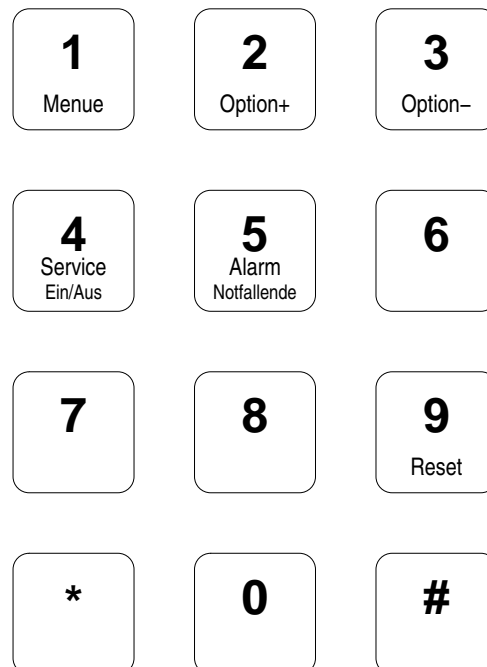 1
Menue
2
Option+
3
Option−
4
Service
Ein/Aus
5
Alarm
Notfallende
6
7
8
9
Reset
*
0
#